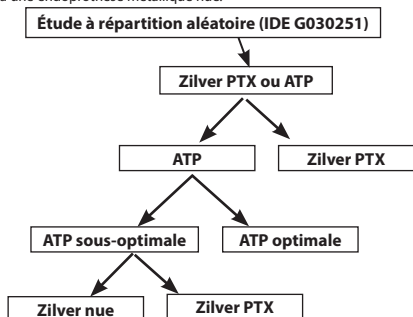 ou une endoprothèse métallique nue.
Étude à répartition aléatoire (IDE G030251)
Zilver PTX ou ATP
ATP
Zilver PTX
ATP sous-optimale
ATP optimale
Zilver nue
Zilver PTX